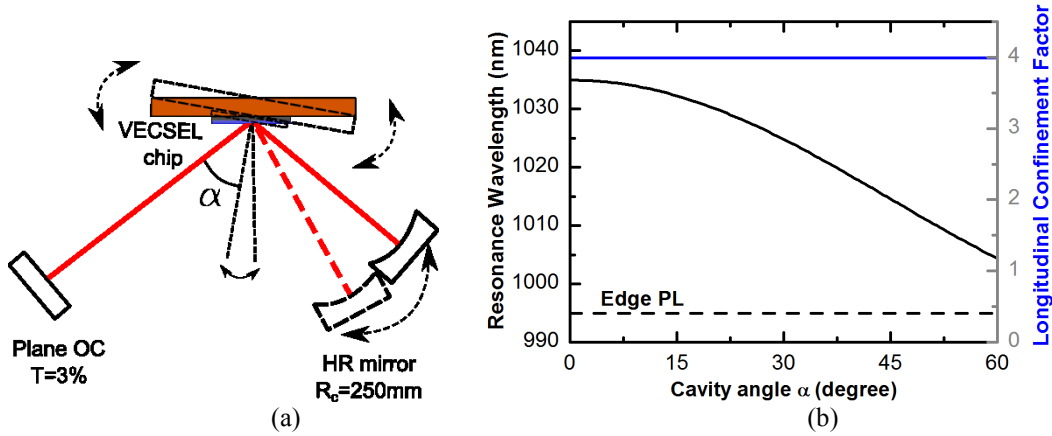 VECSEL
chip
α
Plane OC
T=3%
HR mirror
Rc=250mm
(a)
Resonance Wavelength (nm)
1040
1030
1020
1010
1000
990
Edge PL
0
15
30
45
60
Cavity angle α (degree)
4
3
2
1
0
Longitudinal Confinement Factor
(b)